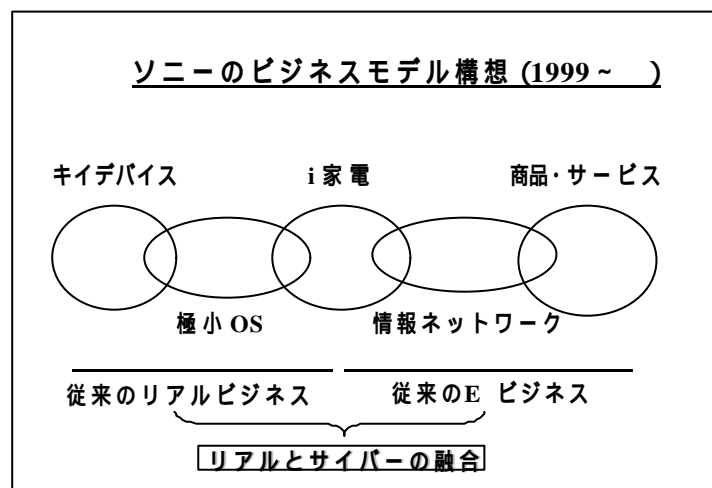 ソニーのビジネスモデル構想 (1999 ~ )
キイデバイス i 家電 商品・サービス
極小 OS 情報ネットワーク
従来のリアルビジネス 従来のE ビジネス
リアルとサイバーの融合